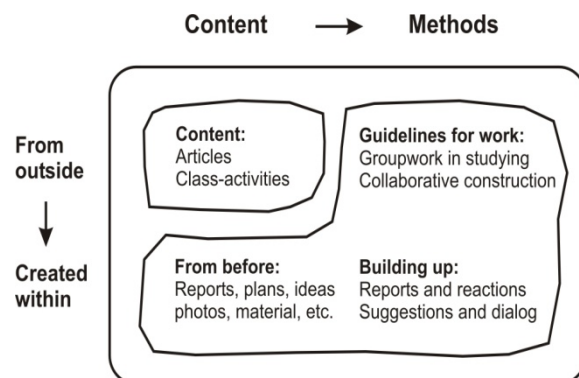 Content → Methods
From
outside
↓
Created
within
Content:
Articles
Class-activities
Guidelines for work:
Groupwork in studying
Collaborative construction
From before:
Reports, plans, ideas
photos, material, etc.
Building up:
Reports and reactions
Suggestions and dialog